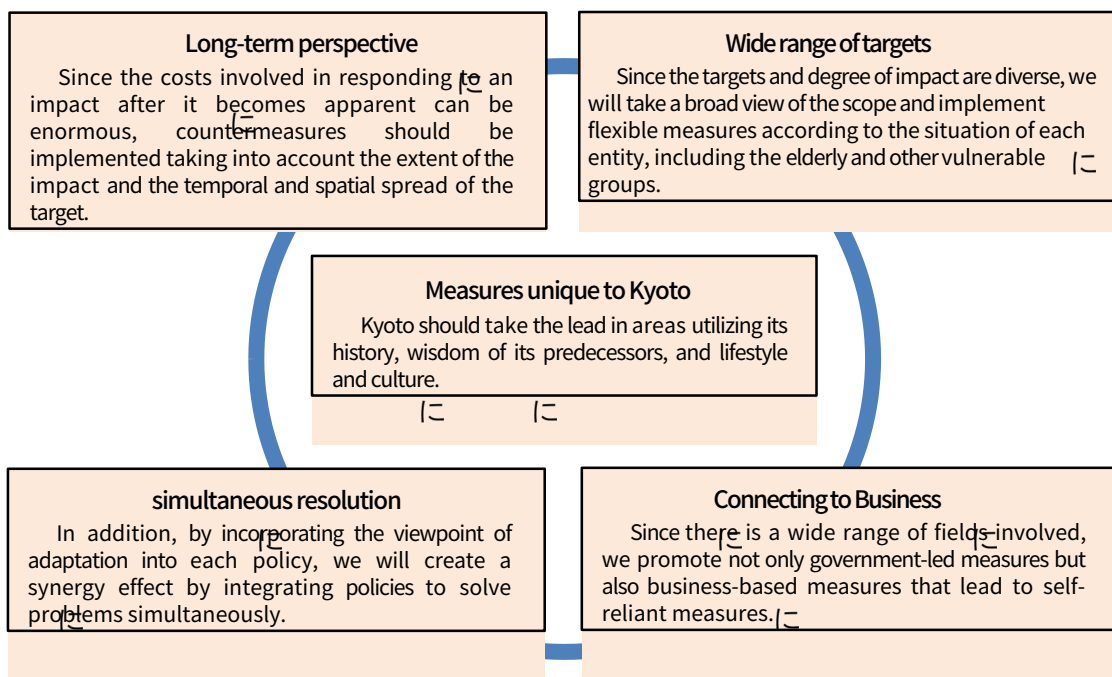 Long-term perspective
Since the costs involved in responding to an
impact after it becomes apparent can be
enormous, countermeasures should be
implemented taking into account the extent of the
impact and the temporal and spatial spread of the
target.
に
に
Wide range of targets
Since the targets and degree of impact are diverse, we
will take a broad view of the scope and implement
flexible measures according to the situation of each
entity, including the elderly and other vulnerable
groups.
に
Measures unique to Kyoto
Kyoto should take the lead in areas utilizing its
history, wisdom of its predecessors, and lifestyle
and culture.
に に
simultaneous resolution
In addition, by incorporating the viewpoint of
adaptation into each policy, we will create a
synergy effect by integrating policies to solve
problems simultaneously.
に
に
Connecting to Business
Since there is a wide range of fields involved,
we promote not only government-led measures but
also business-based measures that lead to self-
reliant measures.
に に
に